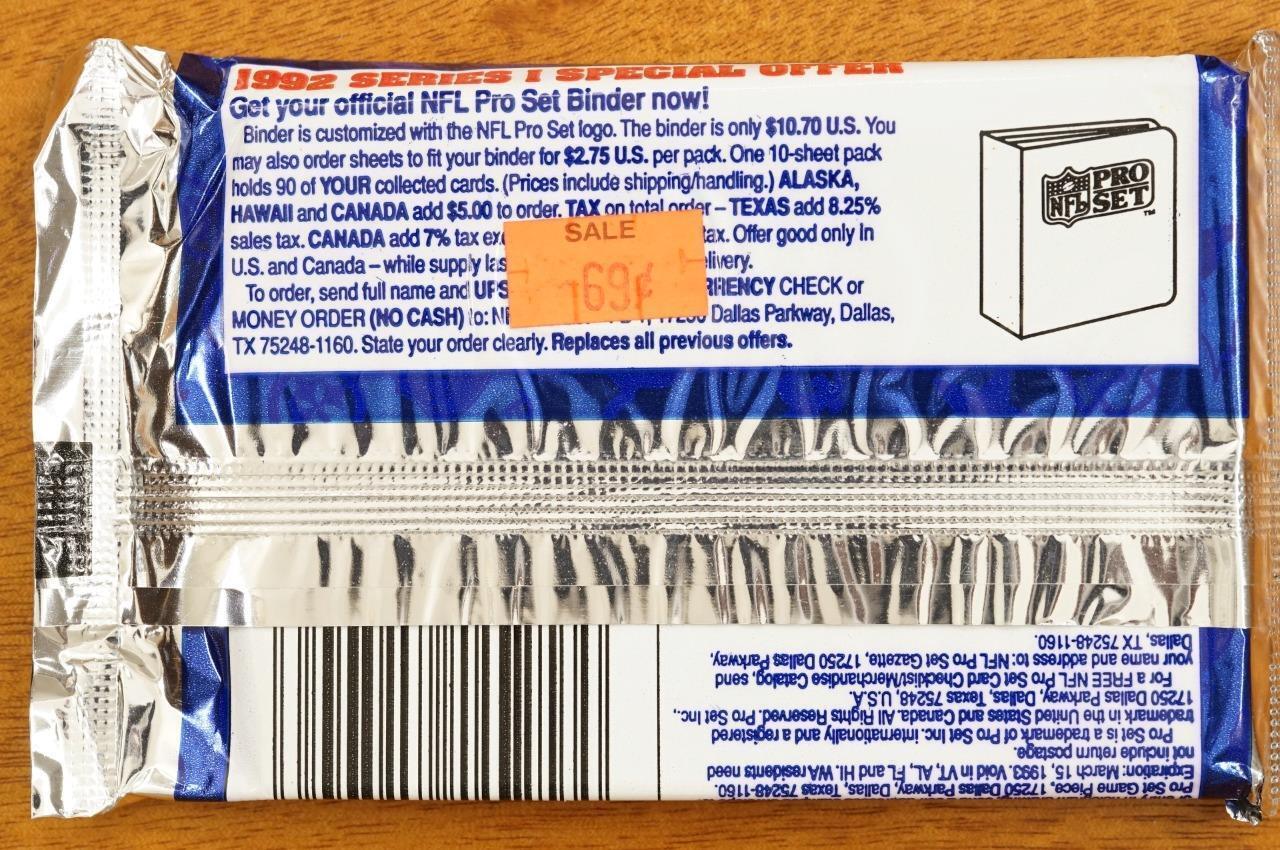 1992 SERIES I SPECIAL OFFER
Get your official NFL Pro Set Binder now!
Binder is customized with the NFL Pro Set logo. The binder is only $10.70 U.S. You
may also order sheets to fit your binder for $2.75 U.S. per pack. One 10-sheet pack
holds 90 of YOUR collected cards. (Prices include shipping/handling.) ALASKA,
HAWAII and CANADA add $5.00 to order. TAX on total order – TEXAS add 8.25%
sales tax. CANADA add 7% tax tax. Offer good only in
U.S. and Canada – while supply
To order, send full name and CHECK or
MONEY ORDER (NO CASH) to: Dallas Parkway, Dallas,
TX 75248-1160. State your order clearly. Replaces all previous offers.
SALE
69¢
NFL
PRO
SET
TM
Pro Set Game Piece, 17250 Dallas Parkway, Dallas, Texas 75248-1160.
Expiration: March 15, 1993. Void in VT, AL, FL and HI. WA residents need
not include return postage.
Pro Set is a trademark of Pro Set Inc. internationally and a registered
trademark in the United States and Canada. All Rights Reserved. Pro Set Inc.,
17250 Dallas Parkway, Dallas, Texas 75248, U.S.A.
For a FREE NFL Pro Set Card Checklist/Merchandise Catalog, send
your name and address to: NFL Pro Set Gazette, 17250 Dallas Parkway,
Dallas, TX 75248-1160.